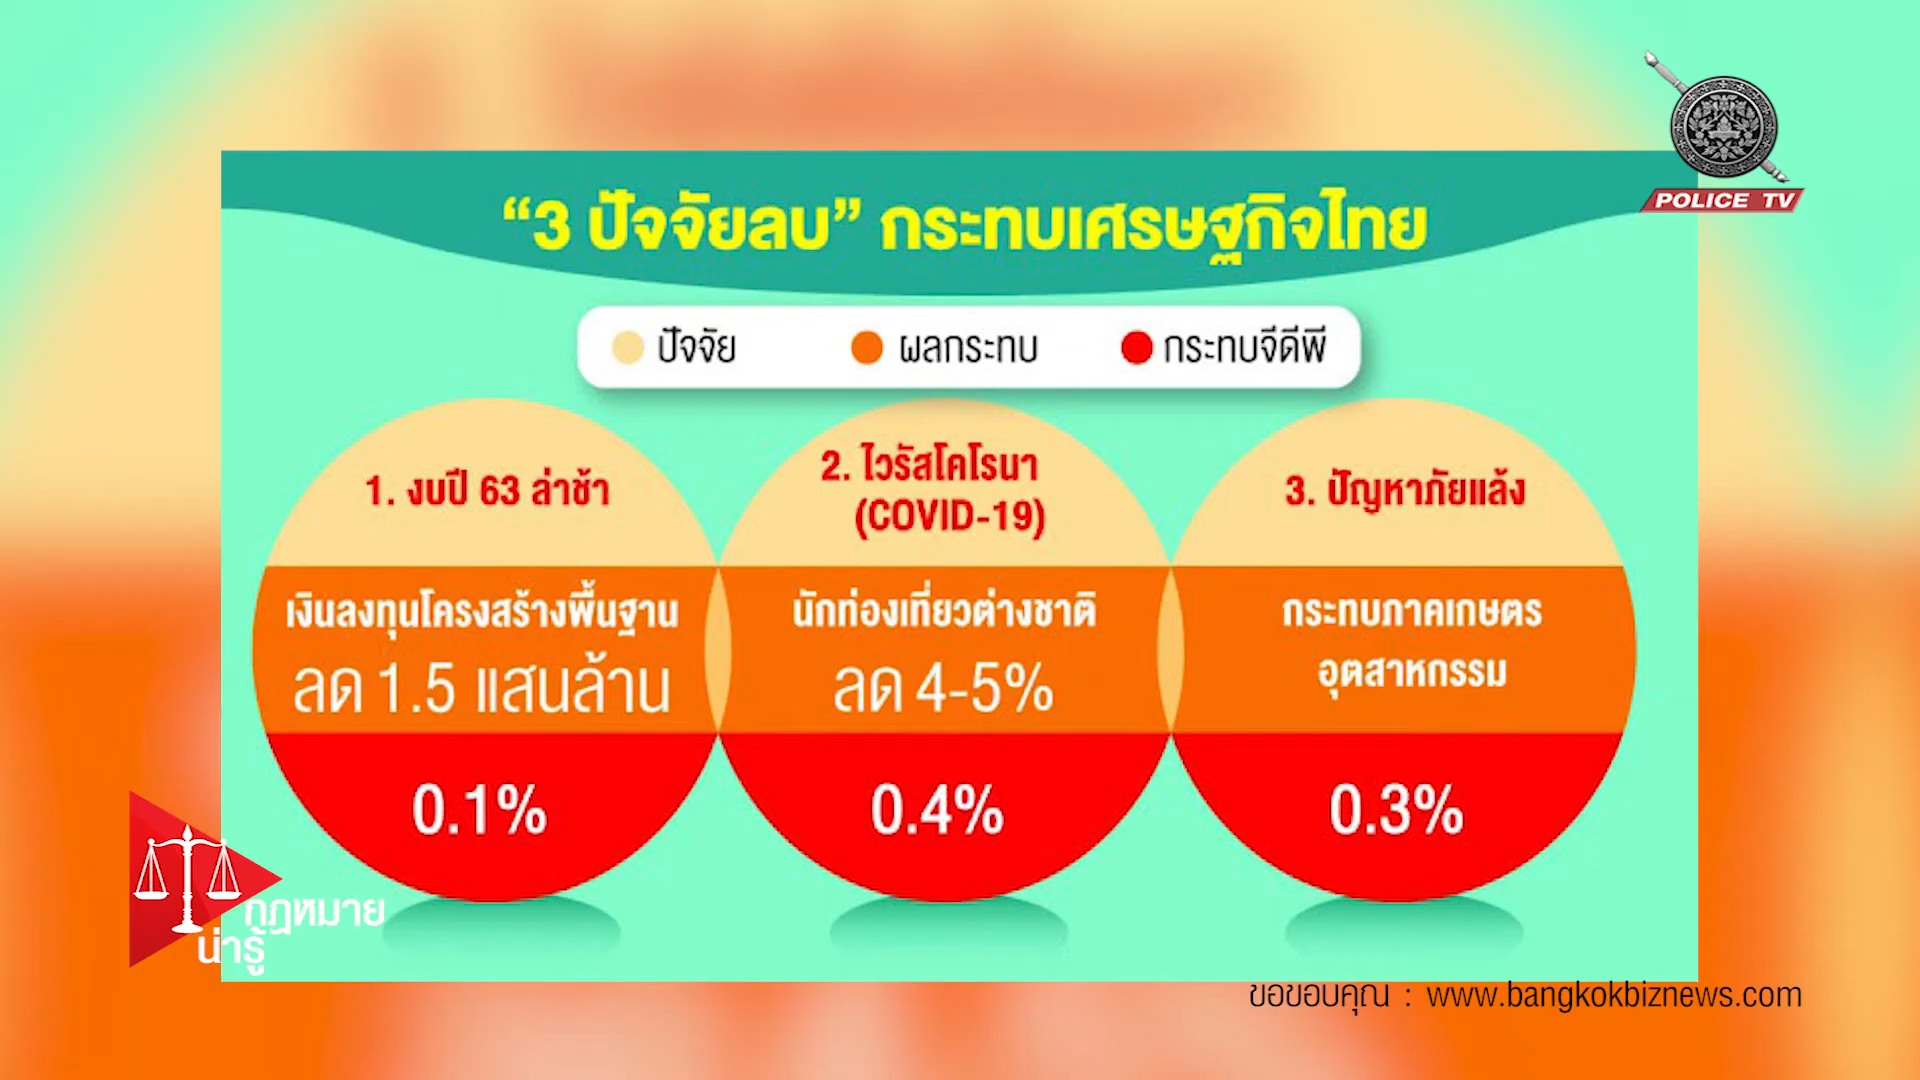 POLICE TV
“3 ปัจจัยลบ” กระทบเศรษฐกิจไทย
ปัจจัย
ผลกระทบ
กระทบจีดีพี
1. งบปี 63 ล่าช้า
เงินลงทุนโครงสร้างพื้นฐาน
ลด 1.5 แสนล้าน
0.1%
2. ไวรัสโคโรนา
(COVID-19)
นักท่องเที่ยวต่างชาติ
ลด 4-5%
0.4%
3. ปัญหาภัยแล้ง
กระทบภาคเกษตร
อุตสาหกรรม
0.3%
กฎหมาย
น่ารู้
ขอขอบคุณ : www.bangkokbiznews.com